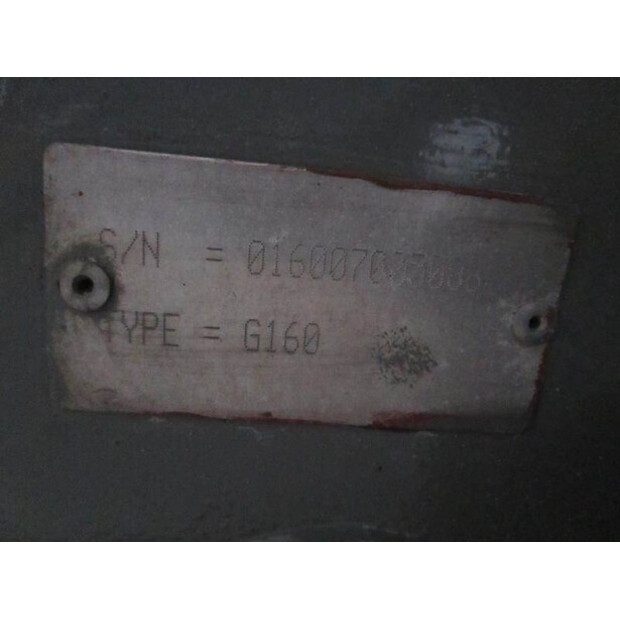 S/N =
TYPE = G160